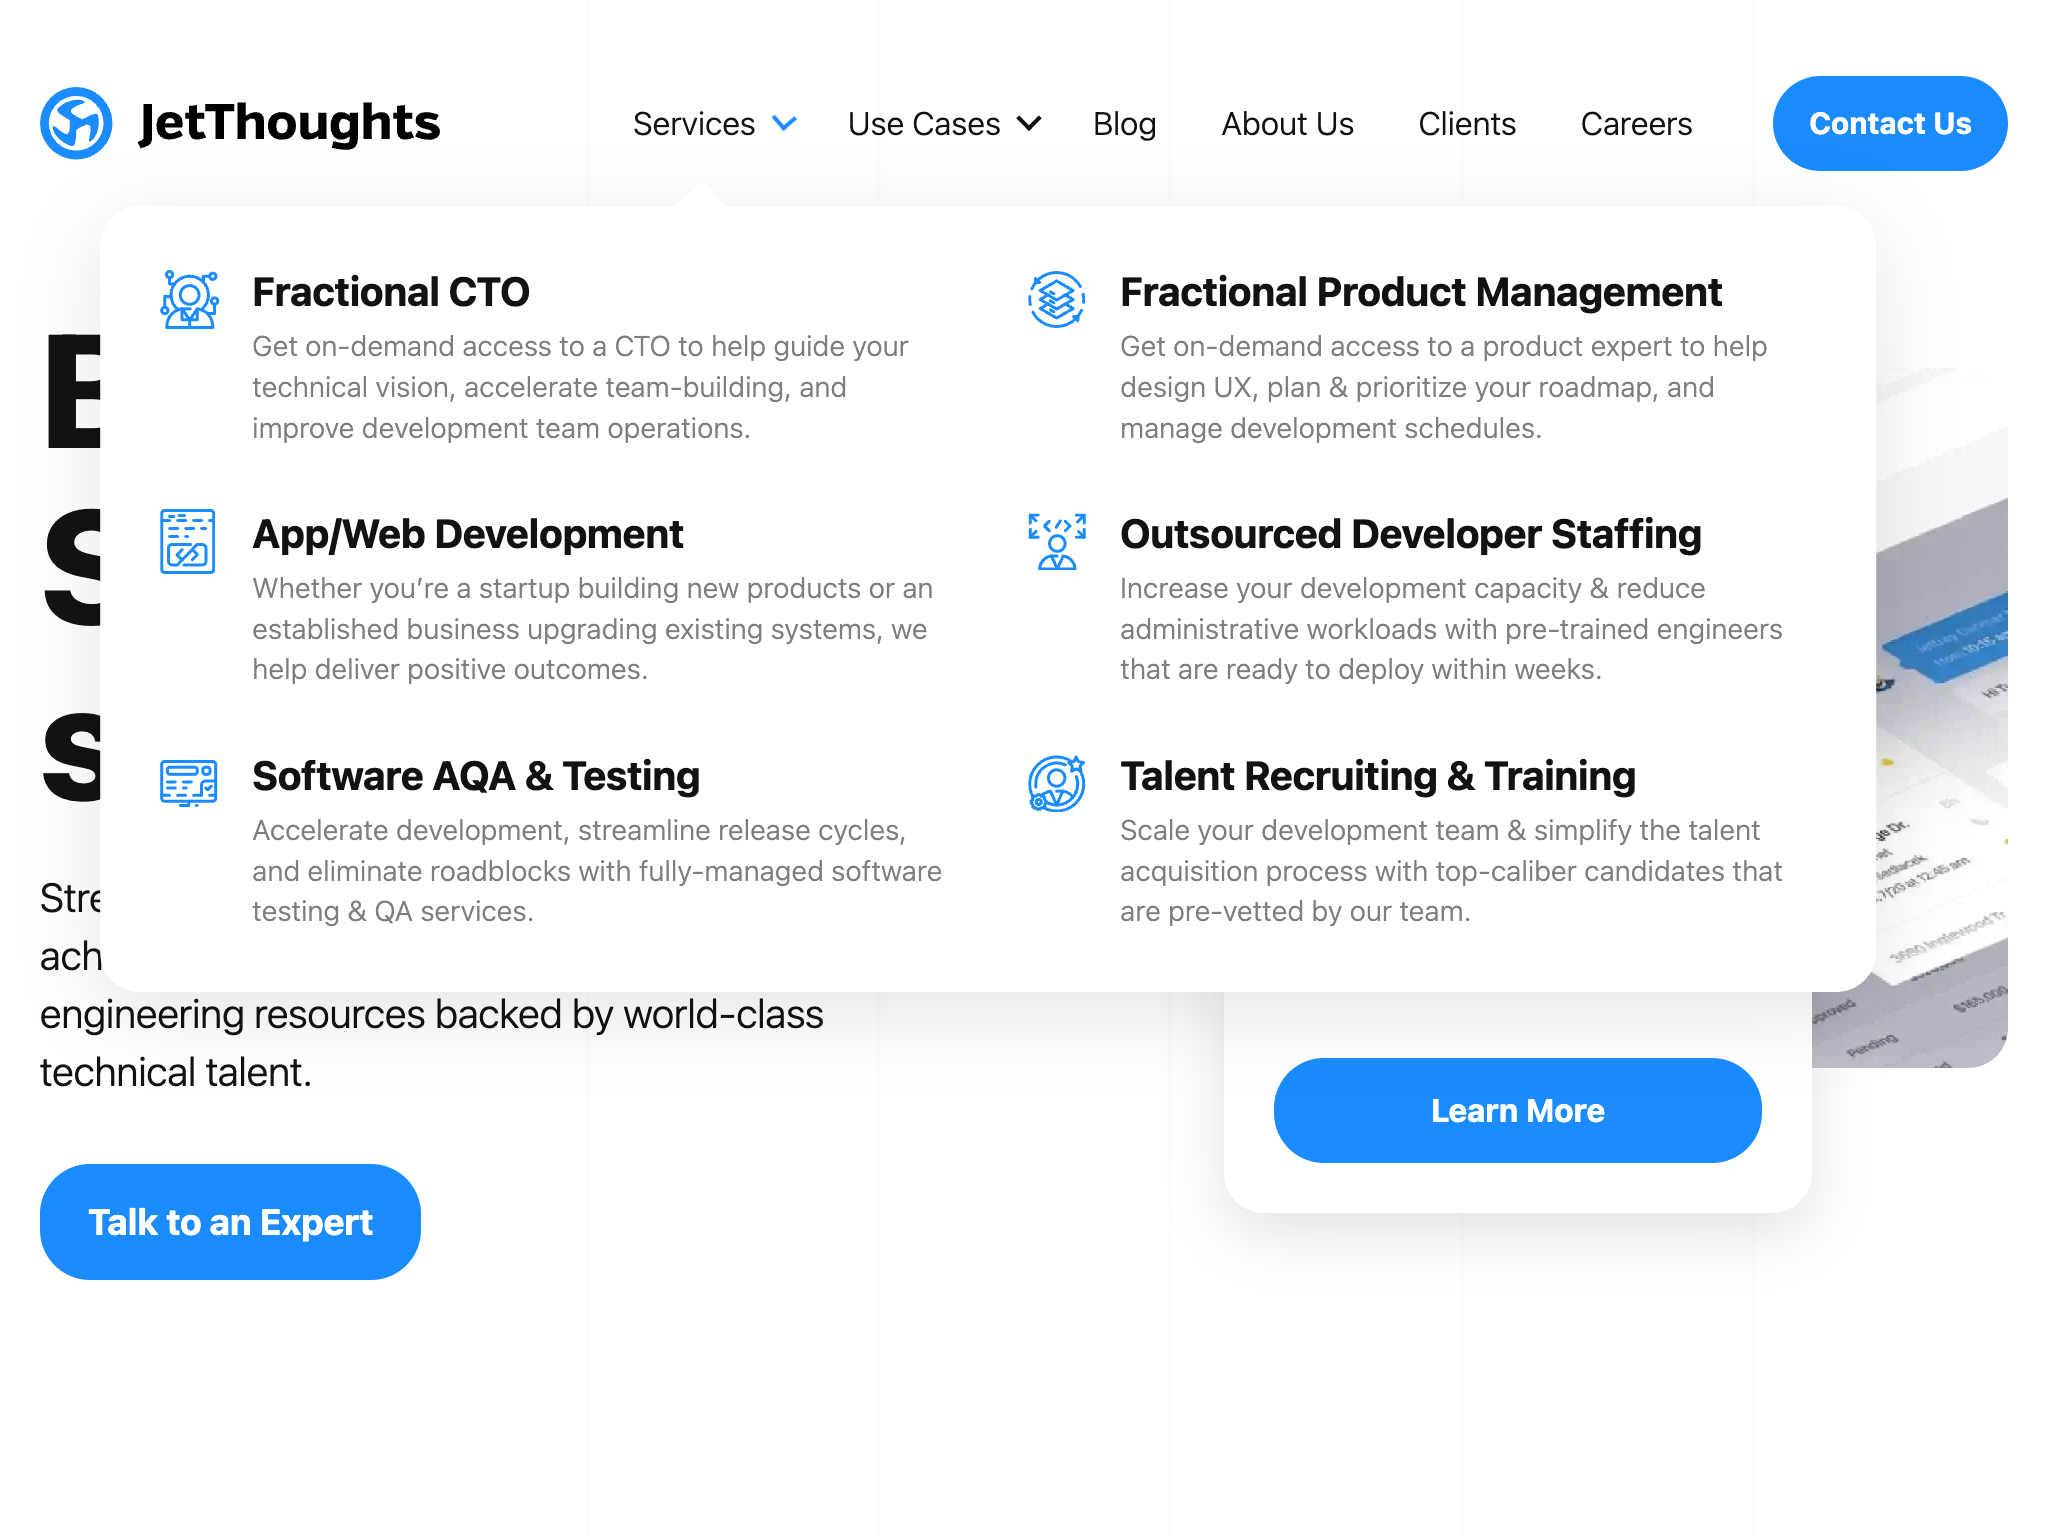 JetThoughts
Services
Use Cases
Blog
About Us
Clients
Careers
Contact Us
Fractional CTO
Get on-demand access to a CTO to help guide your
technical vision, accelerate team-building, and
improve development team operations.
Fractional Product Management
Get on-demand access to a product expert to help
design UX, plan & prioritize your roadmap, and
manage development schedules.
App/Web Development
Whether you’re a startup building new products or an
established business upgrading existing systems, we
help deliver positive outcomes.
Outsourced Developer Staffing
Increase your development capacity & reduce
administrative workloads with pre-trained engineers
that are ready to deploy within weeks.
Software AQA & Testing
Accelerate development, streamline release cycles,
and eliminate roadblocks with fully-managed software
testing & QA services.
Talent Recruiting & Training
Scale your development team & simplify the talent
acquisition process with top-caliber candidates that
are pre-vetted by our team.
engineering resources backed by world-class
technical talent.
Talk to an Expert
Learn More
12:45 am
3660 Inglewood
Pending
$165,000